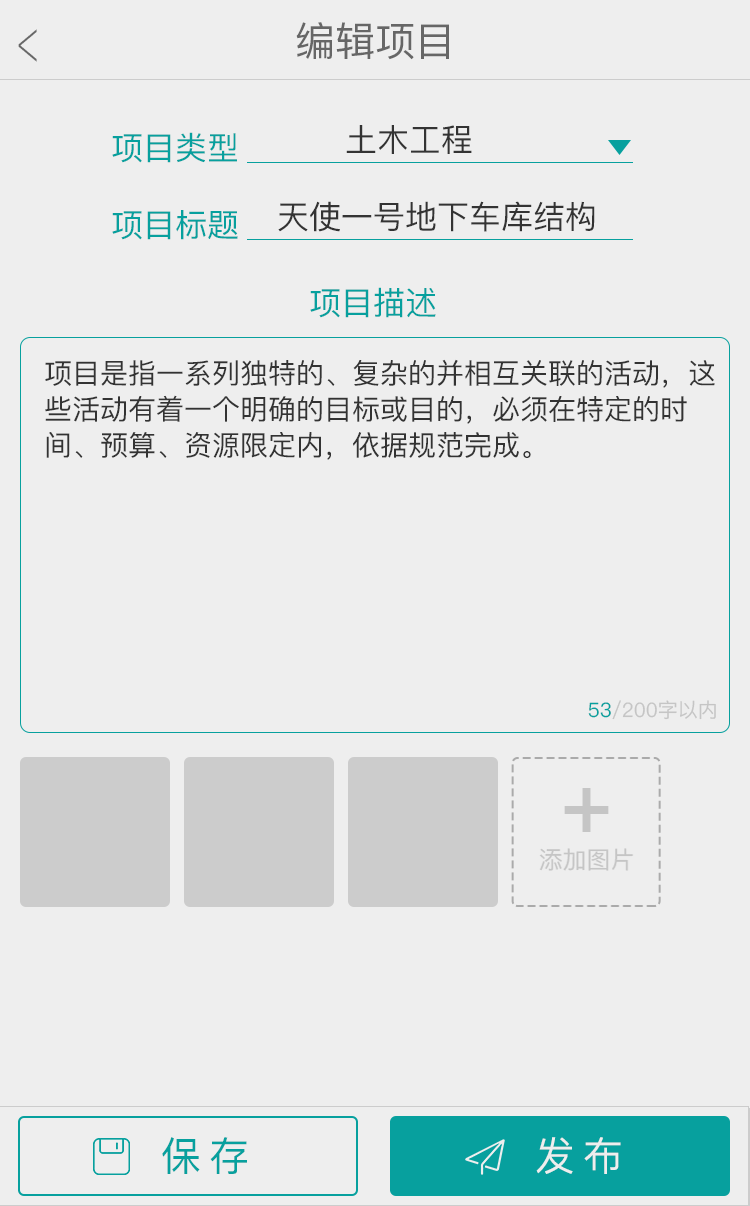 编辑项目
项目类型 土木工程
项目标题 天使一号地下车库结构
项目描述
项目是指一系列独特的、复杂的并相互关联的活动，这
些活动有着一个明确的目标或目的，必须在特定的时
间、预算、资源限定内，依据规范完成。
53/200字以内
添加图片
保存 发布